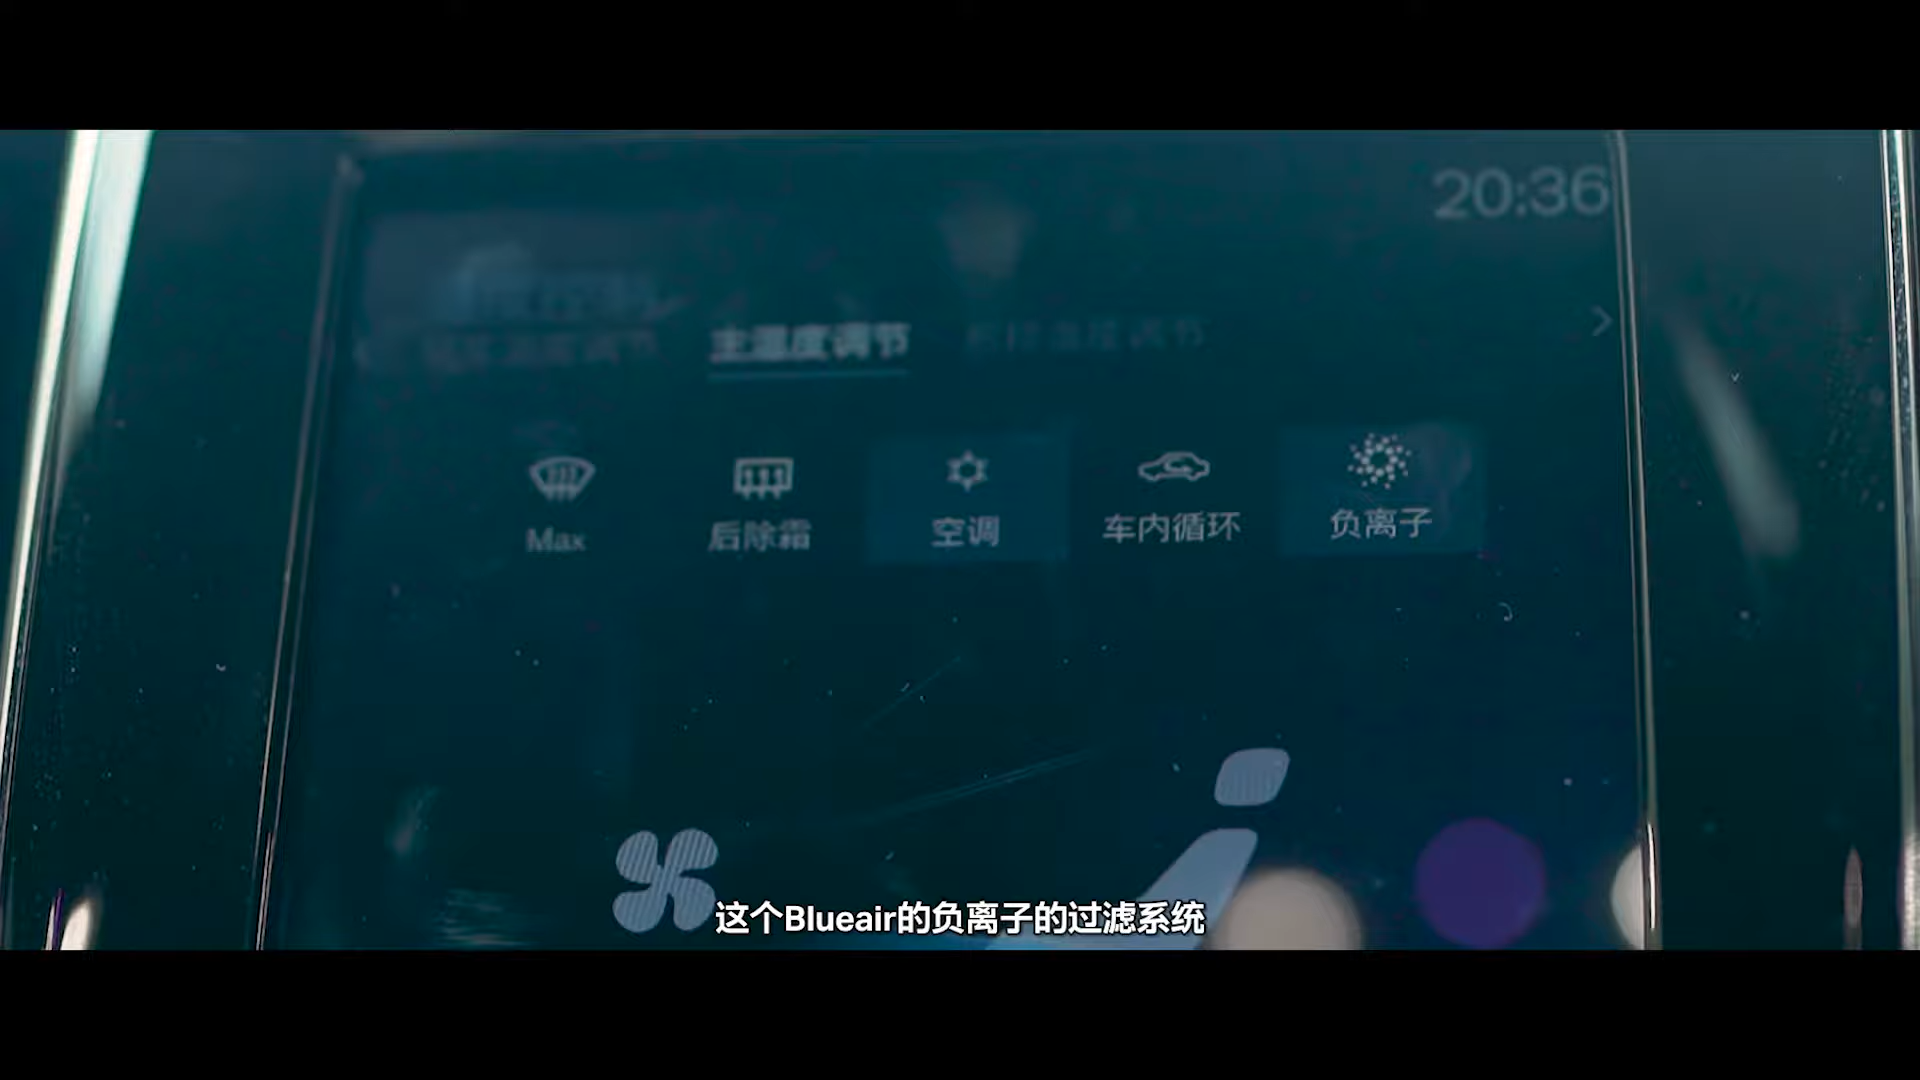 20:36
主温度调节
Max
后除霜
空调
车内循环
负离子
这个Blueair的负离子的过滤系统